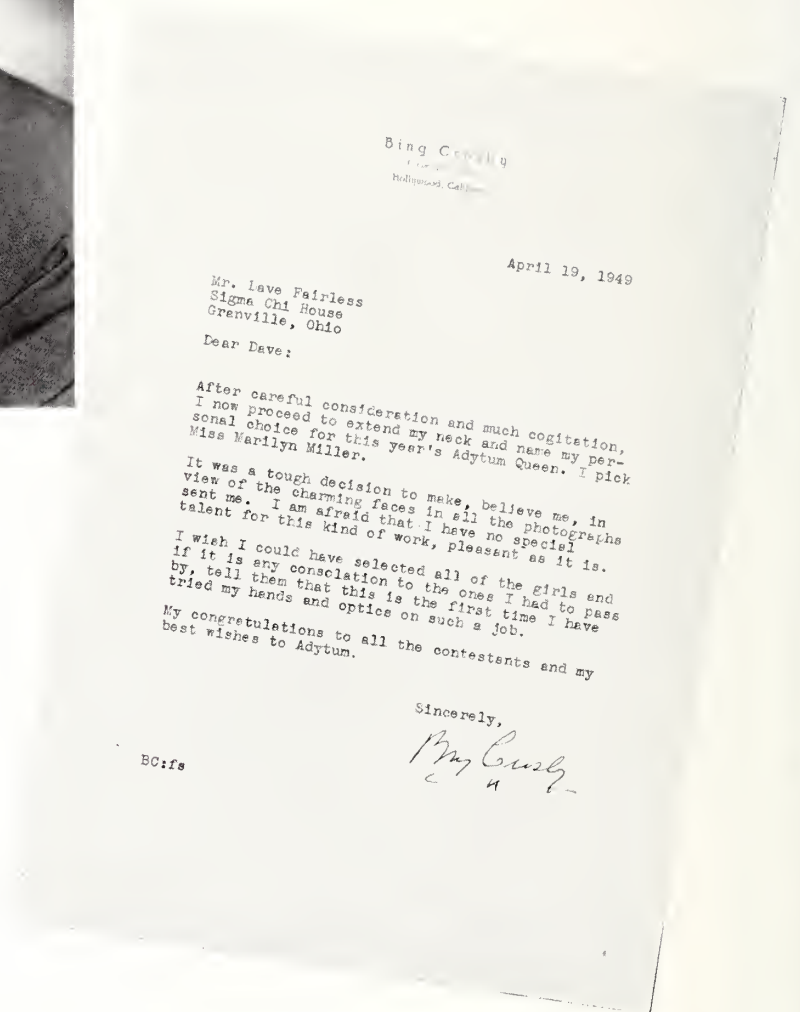 Bing Crosby
Hollywood, Calif
April 19, 1949
Mr. Dave Fairless
Sigma Chi House
Granville, Ohio
Dear Dave:
After careful consideration and much cogitation,
I now proceed to extend my neck and name my per-
sonal choice for this year's Adytum Queen. I pick
Miss Marilyn Miller.
It was a tough decision to make, believe me, in
view of the charming faces in all the photographs
sent me. I am afraid that I have no special
talent for this kind of work, pleasant as it is.
I wish I could have selected all of the girls and
if it is any consolation to the ones I had to pass
by, tell them that this is the first time I have
tried my hands and optics on such a job.
My congratulations to all the contestants and my
best wishes to Adytum.
Sincerely,
Bing Crosby
BC:fs